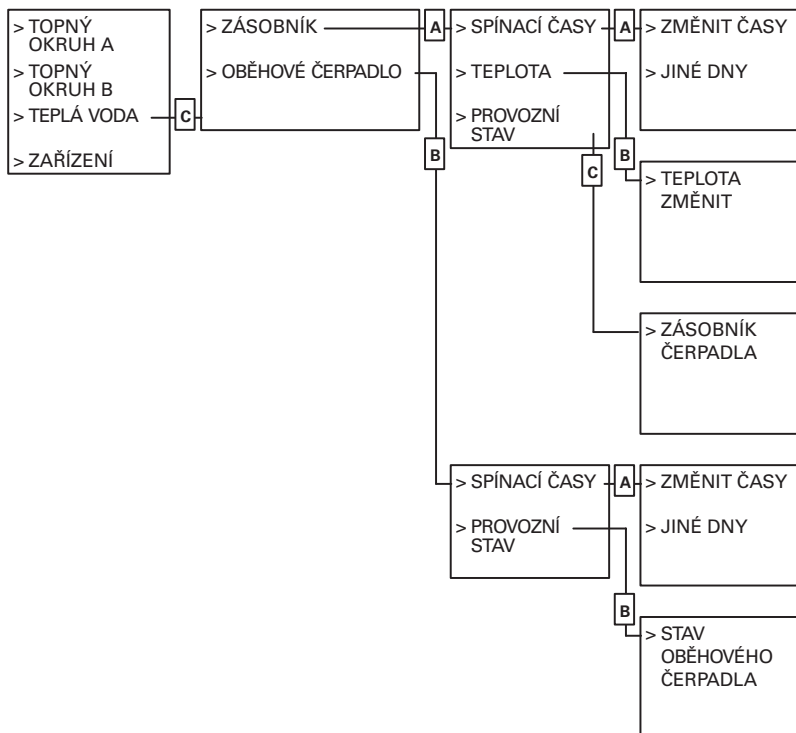 > TOPNÝ
OKRUH A
> TOPNÝ
OKRUH B
> TEPLÁ VODA
> ZAŘÍZENÍ
C
> ZÁSOBNÍK
> OBĚHOVÉ ČERPADLO
A
B
> SPÍNACÍ ČASY
> TEPLOTA
> PROVOZNÍ
STAV
A
B
C
> ZMĚNIT ČASY
> JINÉ DNY
> TEPLOTA
ZMĚNIT
> ZÁSOBNÍK
ČERPADLA
> SPÍNACÍ ČASY
> PROVOZNÍ
STAV
A
B
> ZMĚNIT ČASY
> JINÉ DNY
> STAV
OBĚHOVÉHO
ČERPADLA